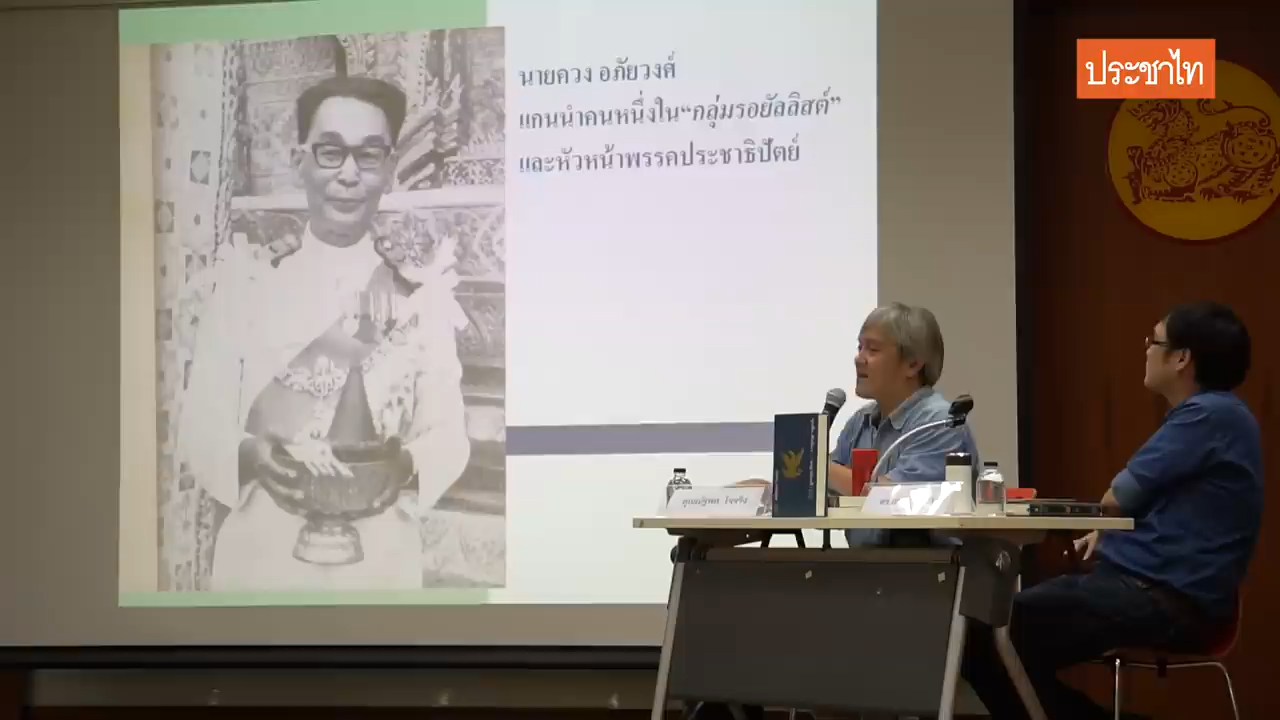 นายควง อภัยวงศ์
แกนนำคนหนึ่งใน“กลุ่มรอยัลลิสต์”
และหัวหน้าพรรคประชาธิปัตย์
ประชาไท